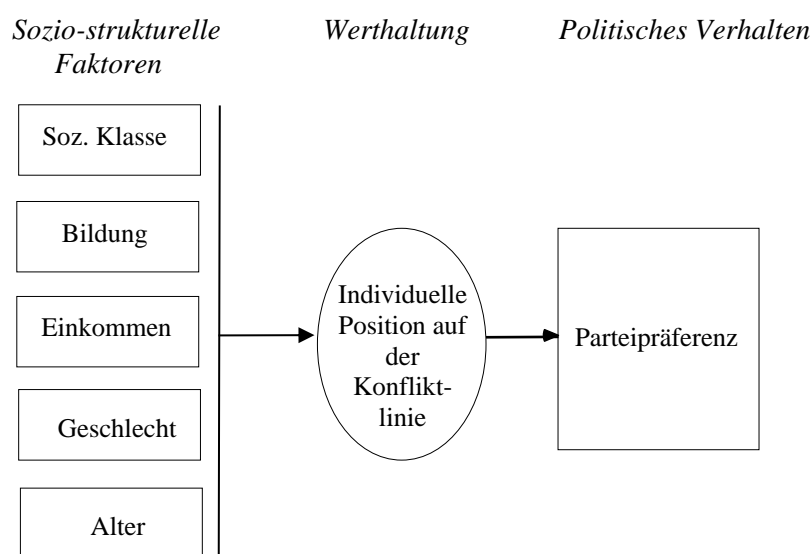 Sozio-strukturelle
Faktoren
Werthaltung
Politisches Verhalten
Soz. Klasse
Bildung
Einkommen
Geschlecht
Alter
Individuelle
Position auf
der
Konflikt-
linie
Parteipräferenz